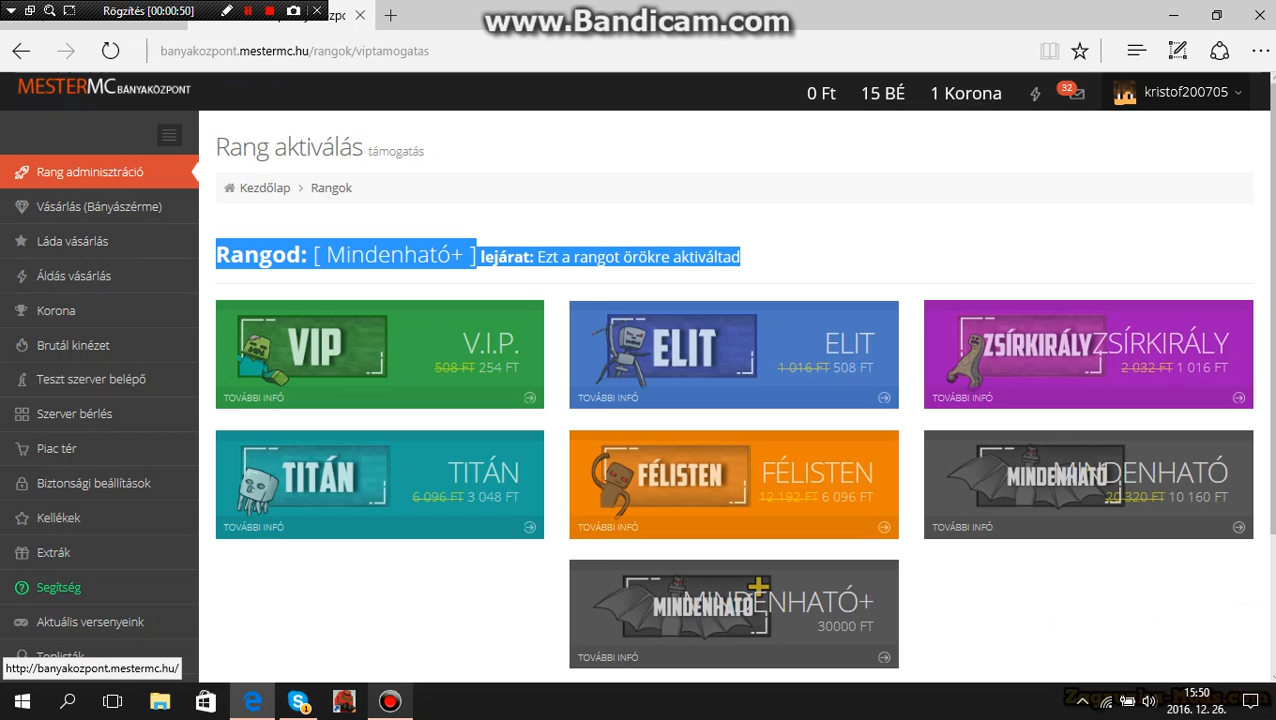 Rögzítés [00:00:50]
www.Bandicam.com
banyakozpont.mestermc.hu/rangok/viptamogatas
MESTERMC BÁNYAKÖZPONT
0 Ft 15 BÉ 1 Korona 32 kristof200705
Rang adminisztráció
Vásárlás (Bányászérme)
Láda vásárlás
Áldás vásárlás
Korona
Brutál kinézet
Teszt szerver belépő
Szerver bérlés
Piac tér
Biztonsági beállítások
Kellékek
Extrák
Segítség
Aktuális versenyeink
Toplisták
http://banyakozpont.mestermc.hu/
Rang aktiválás támogatás
Kezdőlap > Rangok
Rangod: [ Mindenható+ ] lejárat: Ezt a rangot örökre aktiváltad
VIP V.I.P.
508 FT 254 FT
TOVÁBBI INFÓ
ELIT ELIT
1 016 FT 508 FT
TOVÁBBI INFÓ
ZSÍRKIRÁLY ZSÍRKIRÁLY
2 032 FT 1 016 FT
TOVÁBBI INFÓ
TITÁN TITÁN
6 096 FT 3 048 FT
TOVÁBBI INFÓ
FÉLISTEN FÉLISTEN
12 192 FT 6 096 FT
TOVÁBBI INFÓ
MINDENHATÓ MINDENHATÓ
20 320 FT 10 160 FT
TOVÁBBI INFÓ
MINDENHATÓ+ MINDENHATÓ+
30000 FT
TOVÁBBI INFÓ
15:50
2016. 12. 26.